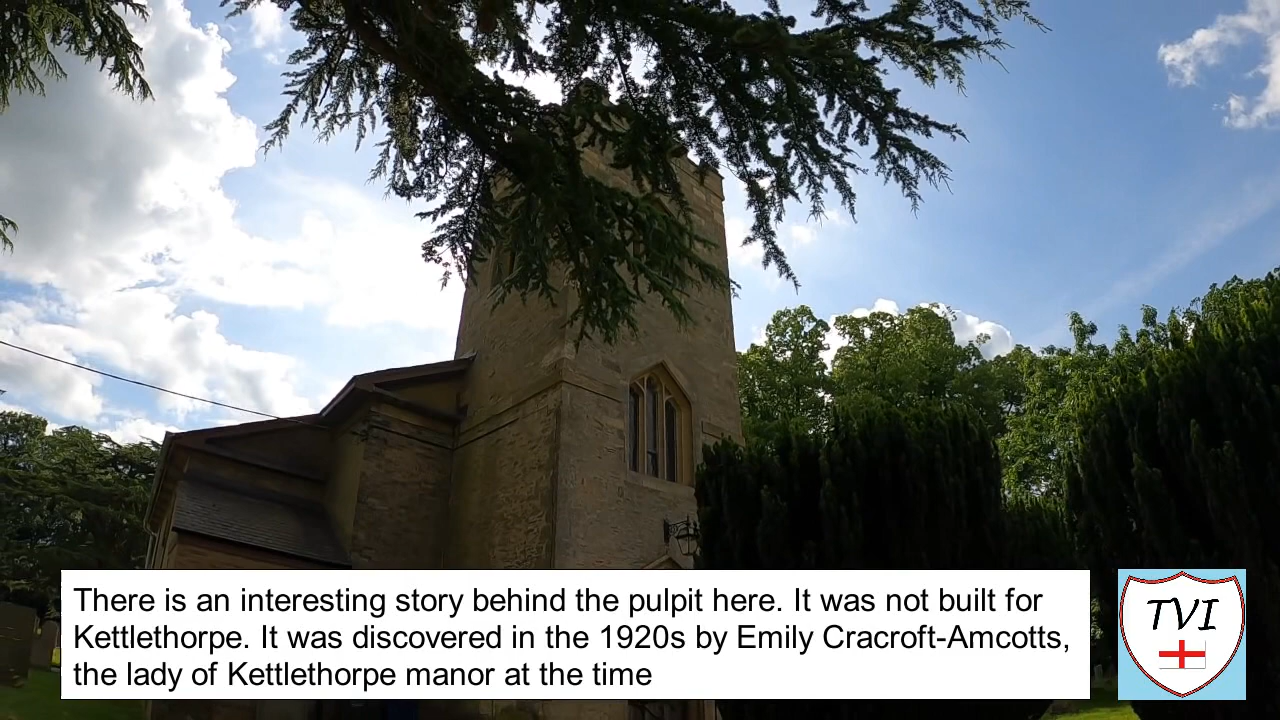 There is an interesting story behind the pulpit here. It was not built for
Kettlethorpe. It was discovered in the 1920s by Emily Cracroft-Amcotts,
the lady of Kettlethorpe manor at the time
TVI